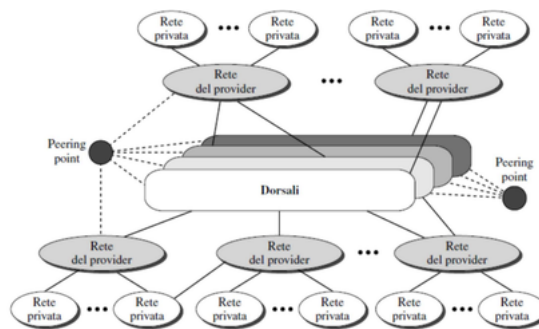 Rete
privata
Rete
privata
Rete
privata
Rete
privata
Rete
del provider
Rete
del provider
Peering
point
Peering
point
Dorsali
Rete
del provider
Rete
del provider
Rete
del provider
Rete
privata
Rete
privata
Rete
privata
Rete
privata
Rete
privata
Rete
privata